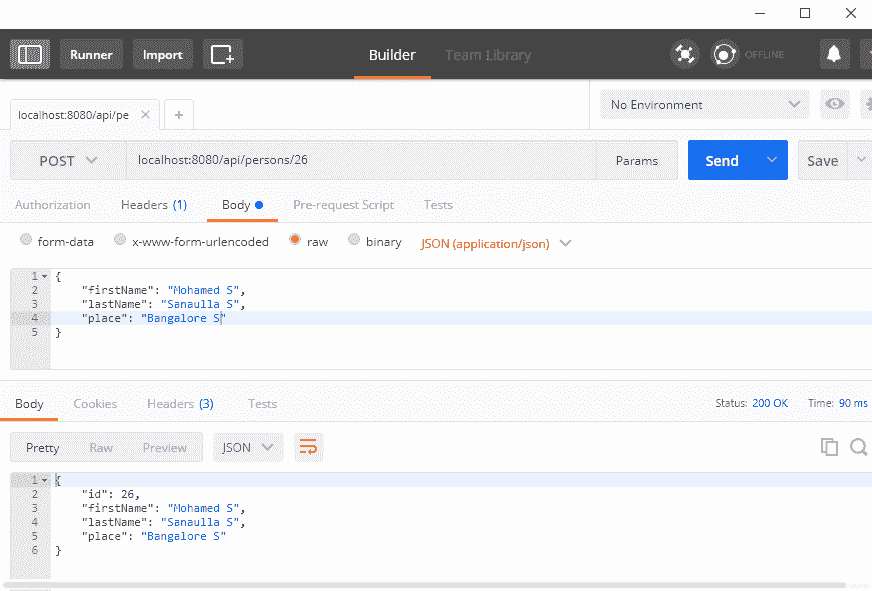 Runner Import Builder Team Library OFFLINE
localhost:8080/api/pe No Environment
POST localhost:8080/api/persons/26 Params Send Save
Authorization Headers (1) Body Pre-request Script Tests
form-data x-www-form-urlencoded raw binary JSON (application/json)
1 {
2 "firstName": "Mohamed S",
3 "lastName": "Sanaulla S",
4 "place": "Bangalore S"
5 }
Body Cookies Headers (3) Tests Status: 200 OK Time: 90 ms
Pretty Raw Preview JSON
1 {
2 "id": 26,
3 "firstName": "Mohamed S",
4 "lastName": "Sanaulla S",
5 "place": "Bangalore S"
6 }